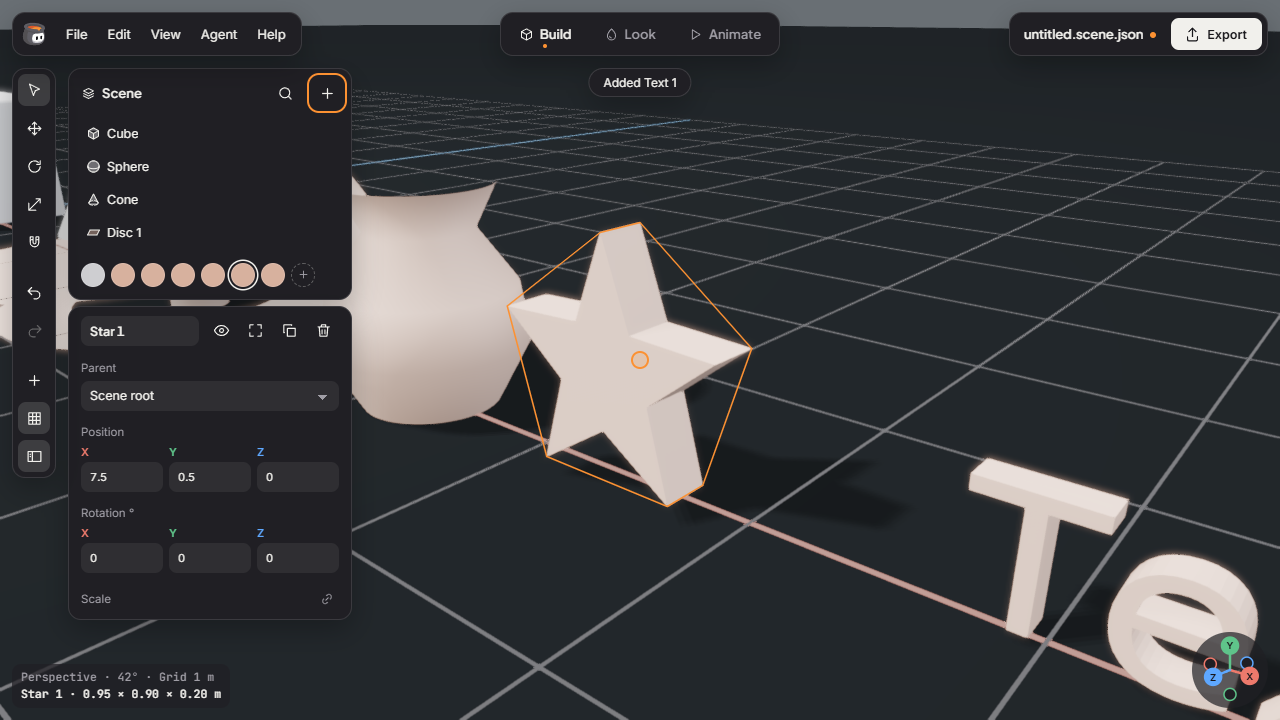 File Edit View Agent Help
Build Look Animate
untitled.scene.json Export
Added Text 1
Scene
Cube
Sphere
Cone
Disc 1
Star 1
Parent
Scene root
Position
X Y Z
7.5 0.5 0
Rotation °
X Y Z
0 0 0
Scale
Te
Y
Z X
Perspective · 42° · Grid 1 m
Star 1 · 0.95 × 0.90 × 0.20 m